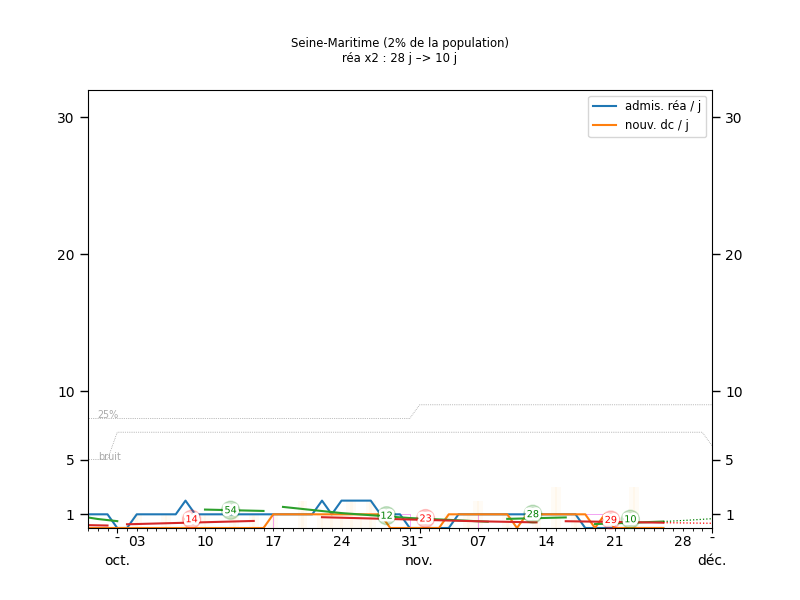 Seine-Maritime (2% de la population)
réa x2 : 28 j –> 10 j
admis. réa / j
nouv. dc / j
30 30
20 20
10 10
25%
bruit
5 5
1 1
14 54 12 23 28 29 10
- 03 10 17 24 31 - 07 14 21 28 -
oct. nov. déc.